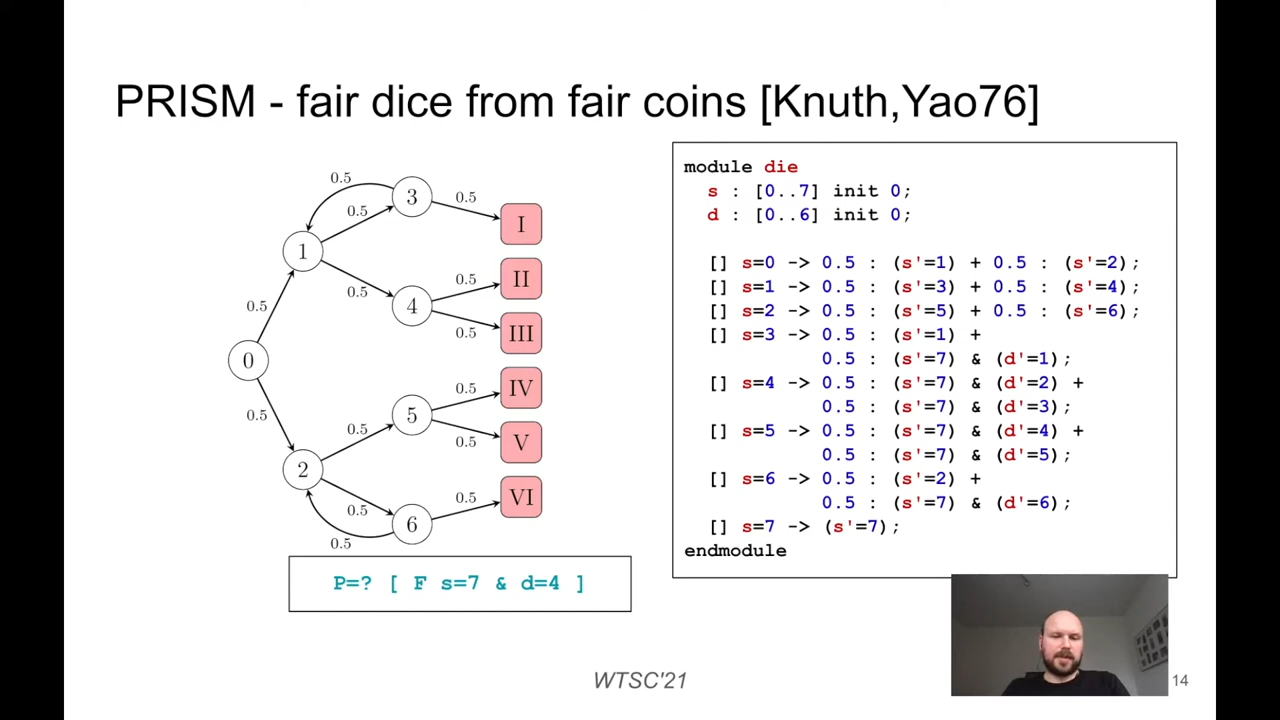 PRISM - fair dice from fair coins [Knuth,Yao76]
0.5
3
0.5
I
0.5
1
0.5
II
0.5
0.5
4
0.5
III
0
0.5
IV
0.5
5
0.5
V
0.5
2
0.5
VI
0.5
6
0.5
P=? [ F s=7 & d=4 ]
module die
s : [0..7] init 0;
d : [0..6] init 0;
[] s=0 -> 0.5 : (s'=1) + 0.5 : (s'=2);
[] s=1 -> 0.5 : (s'=3) + 0.5 : (s'=4);
[] s=2 -> 0.5 : (s'=5) + 0.5 : (s'=6);
[] s=3 -> 0.5 : (s'=1) +
0.5 : (s'=7) & (d'=1);
[] s=4 -> 0.5 : (s'=7) & (d'=2) +
0.5 : (s'=7) & (d'=3);
[] s=5 -> 0.5 : (s'=7) & (d'=4) +
0.5 : (s'=7) & (d'=5);
[] s=6 -> 0.5 : (s'=2) +
0.5 : (s'=7) & (d'=6);
[] s=7 -> (s'=7);
endmodule
WTSC'21
14